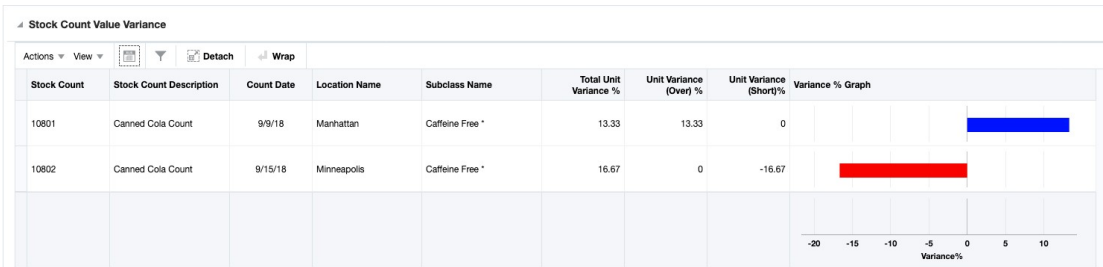 Stock Count Value Variance
Actions View Detach Wrap
Stock Count Stock Count Description Count Date Location Name Subclass Name Total Unit Variance % Unit Variance (Over) % Unit Variance (Short)% Variance % Graph
10801 Canned Cola Count 9/9/18 Manhattan Caffeine Free * 13.33 13.33 0
10802 Canned Cola Count 9/15/18 Minneapolis Caffeine Free * 16.67 0 -16.67
-20 -15 -10 -5 0 5 10
Variance%